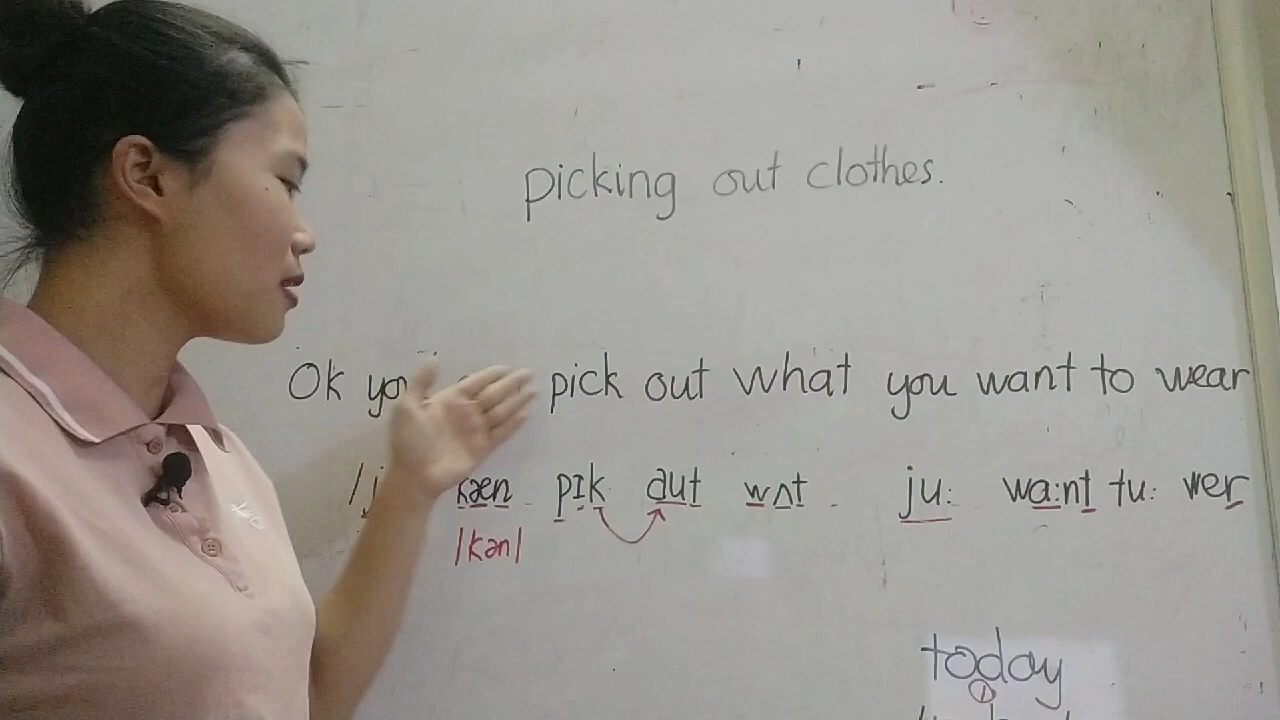 picking out clothes.
Ok yo pick out what you want to wear
/j kæn pɪk aut wʌt ju: wa:nt tu: wer
/kən/
today
①